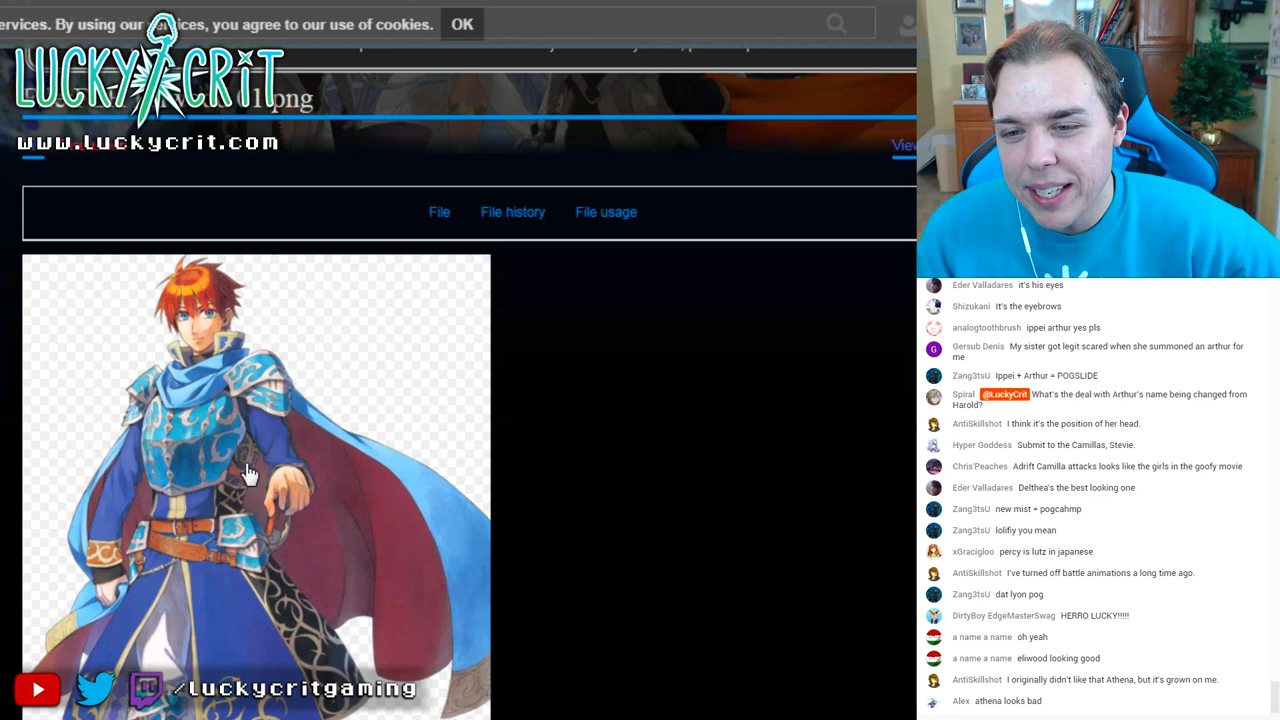 ervices. By using our services, you agree to our use of cookies.
OK
LUCKY CRIT
1.png
www.luckycrit.com
View
File
File history
File usage
/luckycritgaming
Eder Valladares it's his eyes
Shizukani It's the eyebrows
analogtoothbrush ippei arthur yes pls
G
Gersub Denis My sister got legit scared when she summoned an arthur for
me
Zang3tsU Ippei + Arthur = POGSLIDE
Spiral @LuckyCrit What's the deal with Arthur's name being changed from
Harold?
AntiSkillshot I think it's the position of her head.
Hyper Goddess Submit to the Camillas, Stevie.
Chris'Peaches Adrift Camilla attacks looks like the girls in the goofy movie
Eder Valladares Delthea's the best looking one
Zang3tsU new mist = pogcahmp
Zang3tsU lolifiy you mean
xGracigloo percy is lutz in japanese
AntiSkillshot I've turned off battle animations a long time ago.
Zang3tsU dat lyon pog
DirtyBoy EdgeMasterSwag HERRO LUCKY!!!!!
a name a name oh yeah
a name a name eliwood looking good
AntiSkillshot I originally didn't like that Athena, but it's grown on me.
Alex athena looks bad